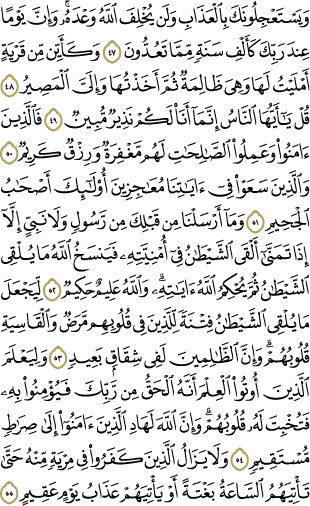 وَيَسْتَعْجِلُونَكَ بِٱلْعَذَابِ وَلَن يُخْلِفَ ٱللَّهُ وَعْدَهُۥۚ وَإِنَّ يَوْمًا
عِندَ رَبِّكَ كَأَلْفِ سَنَةٍ مِّمَّا تَعُدُّونَ ٤٧ وَكَأَيِّن مِّن قَرْيَةٍ
أَمْلَيْتُ لَهَا وَهِيَ ظَالِمَةٌ ثُمَّ أَخَذْتُهَا وَإِلَيَّ ٱلْمَصِيرُ ٤٨
قُلْ يَٰٓأَيُّهَا ٱلنَّاسُ إِنَّمَآ أَنَا۠ لَكُمْ نَذِيرٌ مُّبِينٌ ٤٩ فَٱلَّذِينَ
ءَامَنُوا۟ وَعَمِلُوا۟ ٱلصَّٰلِحَٰتِ لَهُم مَّغْفِرَةٌ وَرِزْقٌ كَرِيمٌ ٥٠
وَٱلَّذِينَ سَعَوْا۟ فِىٓ ءَايَٰتِنَا مُعَٰجِزِينَ أُو۟لَٰٓئِكَ أَصْحَٰبُ
ٱلْجَحِيمِ ٥١ وَمَآ أَرْسَلْنَا مِن قَبْلِكَ مِن رَّسُولٍ وَلَا نَبِىٍّ إِلَّآ
إِذَا تَمَنَّىٰٓ أَلْقَى ٱلشَّيْطَٰنُ فِىٓ أُمْنِيَّتِهِۦ فَيَنسَخُ ٱللَّهُ مَا يُلْقِى
ٱلشَّيْطَٰنُ ثُمَّ يُحْكِمُ ٱللَّهُ ءَايَٰتِهِۦۗ وَٱللَّهُ عَلِيمٌ حَكِيمٌ ٥٢ لِّيَجْعَلَ
مَا يُلْقِى ٱلشَّيْطَٰنُ فِتْنَةً لِّلَّذِينَ فِى قُلُوبِهِم مَّرَضٌ وَٱلْقَاسِيَةِ
قُلُوبُهُمْۗ وَإِنَّ ٱلظَّٰلِمِينَ لَفِى شِقَاقٍۭ بَعِيدٍ ٥٣ وَلِيَعْلَمَ
ٱلَّذِينَ أُوتُوا۟ ٱلْعِلْمَ أَنَّهُ ٱلْحَقُّ مِن رَّبِّكَ فَيُؤْمِنُوا۟ بِهِۦ
فَتُخْبِتَ لَهُۥ قُلُوبُهُمْۗ وَإِنَّ ٱللَّهَ لَهَادِ ٱلَّذِينَ ءَامَنُوٓا۟ إِلَىٰ صِرَٰطٍ
مُّسْتَقِيمٍ ٥٤ وَلَا يَزَالُ ٱلَّذِينَ كَفَرُوا۟ فِى مِرْيَةٍ مِّنْهُ حَتَّىٰ
تَأْتِيَهُمُ ٱلسَّاعَةُ بَغْتَةً أَوْ يَأْتِيَهُمْ عَذَابُ يَوْمٍ عَقِيمٍ ٥٥